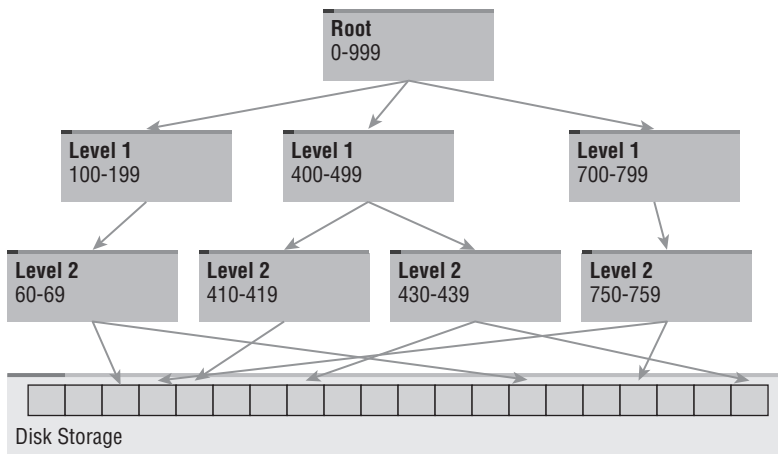 Root
0-999
Level 1
100-199
Level 1
400-499
Level 1
700-799
Level 2
60-69
Level 2
410-419
Level 2
430-439
Level 2
750-759
Disk Storage